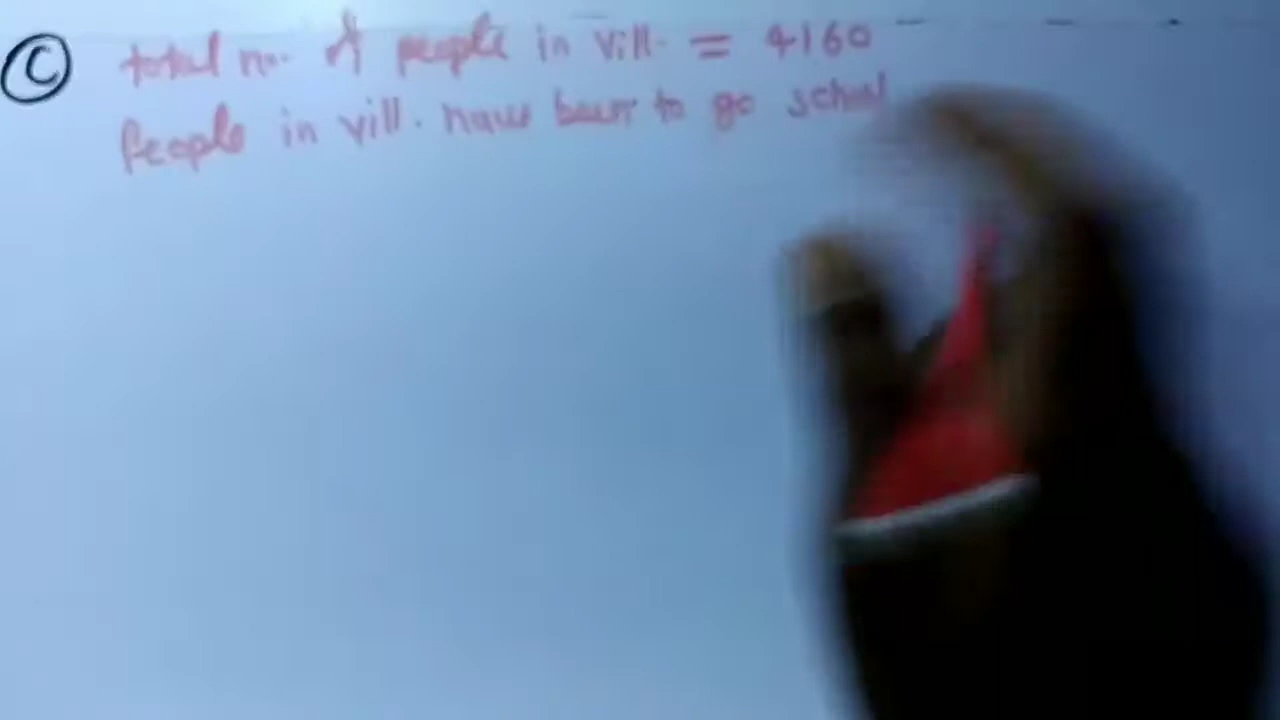 C total no. of people in vill. = 4160
People in vill. have been to go school